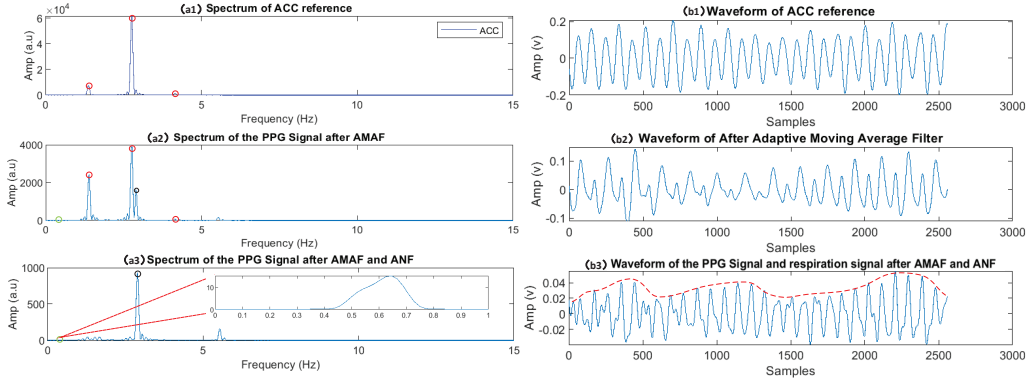 (a1) Spectrum of ACC reference
×10⁴
6
4
2
0
Amp (a.u)
ACC
0 5 10 15
Frequency (Hz)
(b1)Waveform of ACC reference
0.2
0
-0.2
Amp (v)
0 500 1000 1500 2000 2500 3000
Samples
(a2) Spectrum of the PPG Signal after AMAF
4000
2000
0
Amp (a.u)
0 5 10 15
Frequency (Hz)
(b2) Waveform of After Adaptive Moving Average Filter
0.1
0
-0.1
Amp (v)
0 500 1000 1500 2000 2500 3000
Samples
(a3)Spectrum of the PPG Signal after AMAF and ANF
1000
500
0
Amp (a.u)
10
0
0 0.1 0.2 0.3 0.4 0.5 0.6 0.7 0.8 0.9 1
0 5 10 15
Frequency (Hz)
(b3) Waveform of the PPG Signal and respiration signal after AMAF and ANF
0.04
0.02
0
-0.02
Amp (v)
0 500 1000 1500 2000 2500 3000
Samples